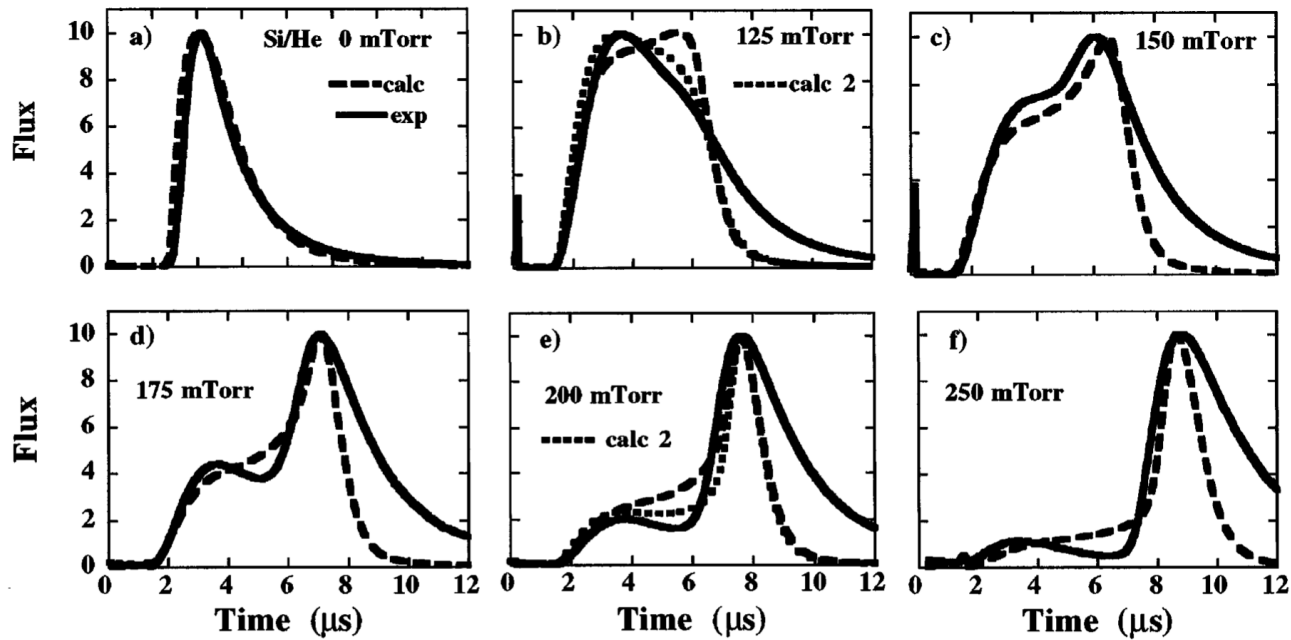 a) Si/He 0 mTorr
calc
exp
b) 125 mTorr
calc 2
c) 150 mTorr
Flux
10
8
6
4
2
0
d)
175 mTorr
e)
200 mTorr
calc 2
f)
250 mTorr
Flux
10
8
6
4
2
0
0 2 4 6 8 10 12
0 2 4 6 8 10 12
0 2 4 6 8 10 12
Time (μs)
Time (μs)
Time (μs)